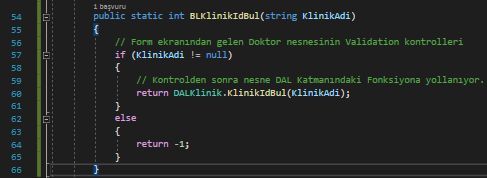 1 başvuru
54 public static int BLKlinikIdBul(string KlinikAdi)
55 {
56 // Form ekranından gelen Doktor nesnesinin Validation kontrolleri
57 if (KlinikAdi != null)
58 {
59 // Kontrolden sonra nesne DAL Katmanındaki Fonksiyona yollanıyor.
60 return DALKlinik.KlinikIdBul(KlinikAdi);
61 }
62 else
63 {
64 return -1;
65 }
66 }